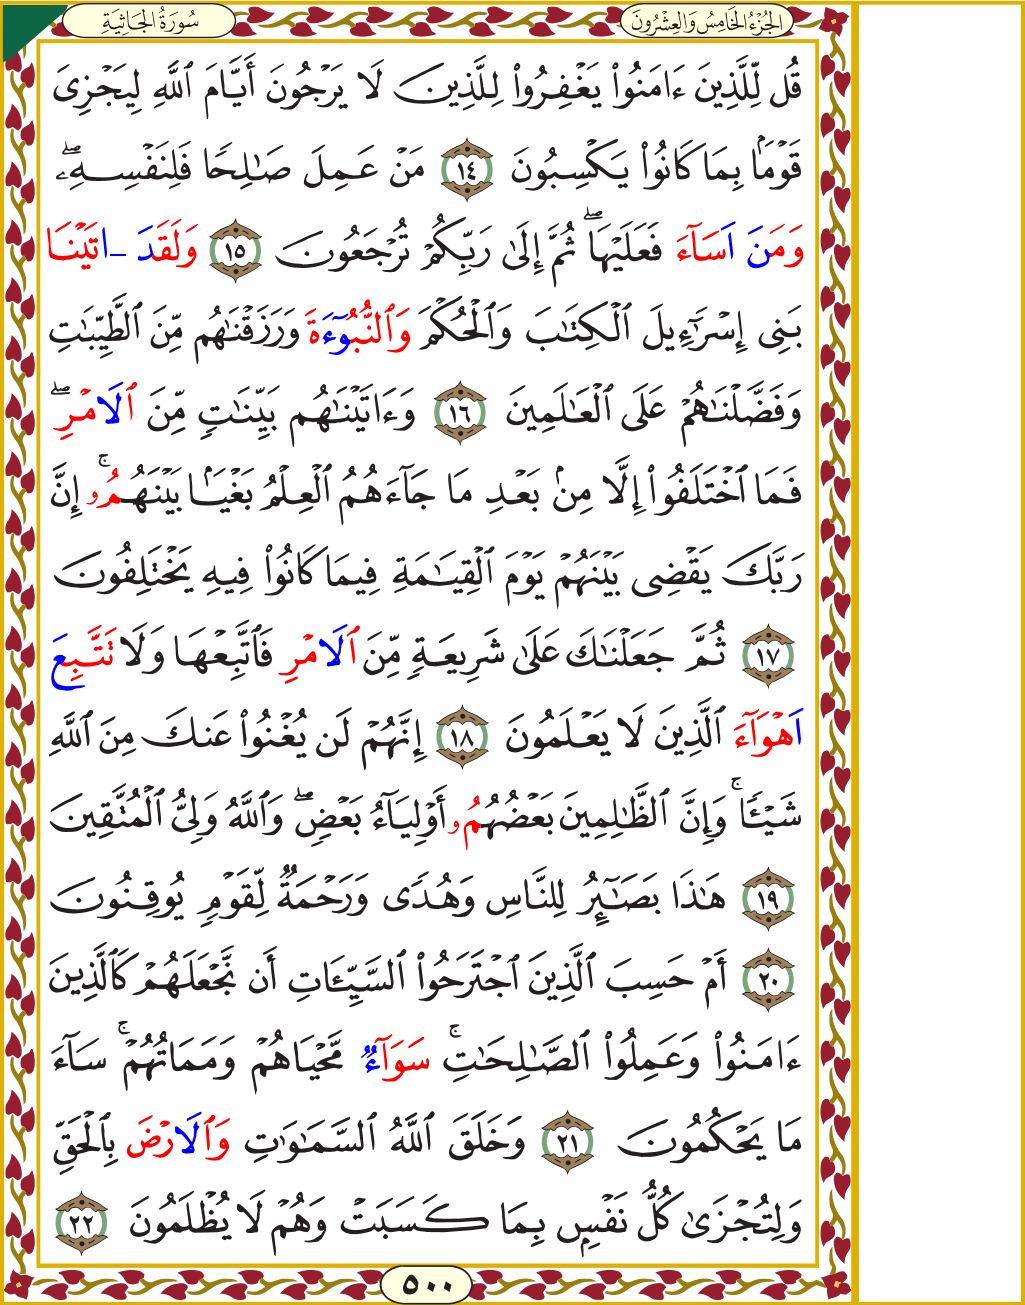 الجُزْءُ الخَامِسُ وَالعِشْرُونَ
سُورَةُ الجَاثِيَةِ
قُل لِّلَّذِينَ ءَامَنُوا۟ يَغْفِرُوا۟ لِلَّذِينَ لَا يَرْجُونَ أَيَّامَ ٱللَّهِ لِيَجْزِىَ
قَوْمَۢا بِمَا كَانُوا۟ يَكْسِبُونَ ١٤ مَنْ عَمِلَ صَـٰلِحًا فَلِنَفْسِهِۦۖ
وَمَنَ اَسَآءَ فَعَلَيْهَاۖ ثُمَّ إِلَىٰ رَبِّكُمْ تُرْجَعُونَ ١٥ وَلَقَدَ ـ اتَيْنَا
بَنِى إِسْرَٰٓءِيلَ ٱلْكِتَـٰبَ وَٱلْحُكْمَ وَٱلنُّبُوٓءَةَ وَرَزَقْنَـٰهُم مِّنَ ٱلطَّيِّبَـٰتِ
وَفَضَّلْنَـٰهُمْ عَلَى ٱلْعَـٰلَمِينَ ١٦ وَءَاتَيْنَـٰهُم بَيِّنَـٰتٍ مِّنَ ٱلَامْرِۖ
فَمَا ٱخْتَلَفُوا۟ إِلَّا مِنۢ بَعْدِ مَا جَآءَهُمُ ٱلْعِلْمُ بَغْيَۢا بَيْنَهُمُۥٓۚ إِنَّ
رَبَّكَ يَقْضِى بَيْنَهُمْ يَوْمَ ٱلْقِيَـٰمَةِ فِيمَا كَانُوا۟ فِيهِ يَخْتَلِفُونَ
١٧ ثُمَّ جَعَلْنَـٰكَ عَلَىٰ شَرِيعَةٍ مِّنَ ٱلَامْرِ فَٱتَّبِعْهَا وَلَا تَتَّبِعَ
اَهْوَآءَ ٱلَّذِينَ لَا يَعْلَمُونَ ١٨ إِنَّهُمْ لَن يُغْنُوا۟ عَنكَ مِنَ ٱللَّهِ
شَيْـًٔاۚ وَإِنَّ ٱلظَّـٰلِمِينَ بَعْضُهُمُۥٓ أَوْلِيَآءُ بَعْضٍۖ وَٱللَّهُ وَلِىُّ ٱلْمُتَّقِينَ
١٩ هَـٰذَا بَصَـٰٓئِرُ لِلنَّاسِ وَهُدًى وَرَحْمَةٌ لِّقَوْمٍ يُوقِنُونَ
٢٠ أَمْ حَسِبَ ٱلَّذِينَ ٱجْتَرَحُوا۟ ٱلسَّيِّـَٔاتِ أَن نَّجْعَلَهُمْ كَٱلَّذِينَ
ءَامَنُوا۟ وَعَمِلُوا۟ ٱلصَّـٰلِحَـٰتِۚ سَوَآءٌ مَّحْيَاهُمْ وَمَمَاتُهُمْۚ سَآءَ
مَا يَحْكُمُونَ ٢١ وَخَلَقَ ٱللَّهُ ٱلسَّمَـٰوَٰتِ وَٱلَارْضَ بِٱلْحَقِّ
وَلِتُجْزَىٰ كُلُّ نَفْسٍۭ بِمَا كَسَبَتْ وَهُمْ لَا يُظْلَمُونَ ٢٢
٥٠٠